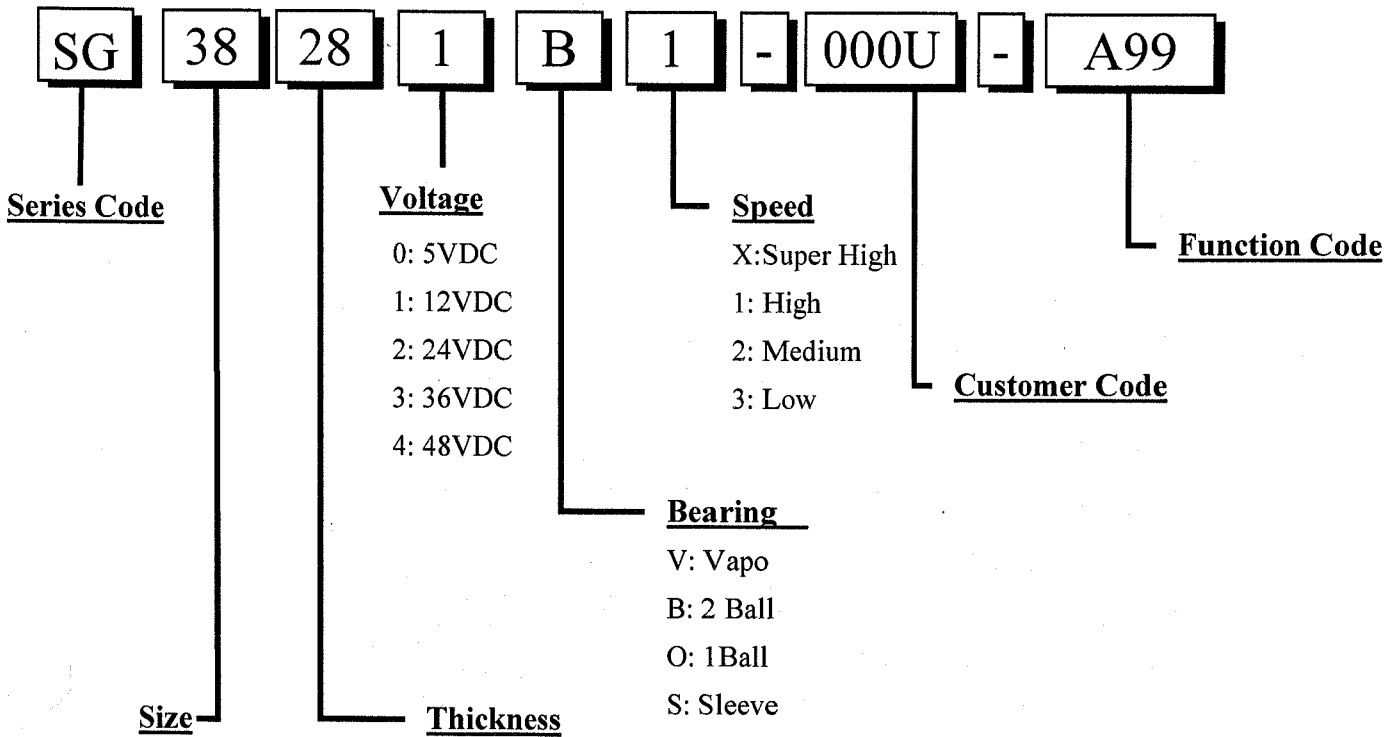 SG 38 28 1 B 1 - 000U - A99
Series Code
Voltage
0: 5VDC
1: 12VDC
2: 24VDC
3: 36VDC
4: 48VDC
Speed
X:Super High
1: High
2: Medium
3: Low
Function Code
Customer Code
Bearing
V: Vapo
B: 2 Ball
O: 1Ball
S: Sleeve
Size
Thickness